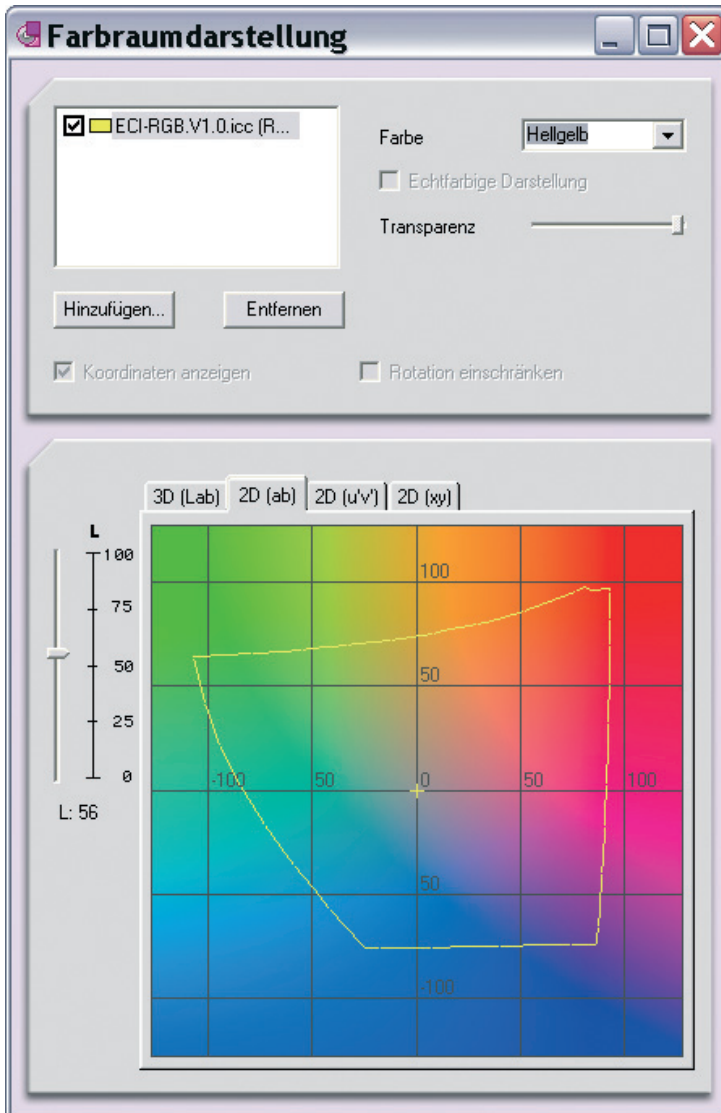 Farbraumdarstellung
ECI-RGB.V1.0.icc (R...
Farbe
Hellgelb
Echtfarbige Darstellung
Transparenz
Hinzufügen...
Entfernen
Koordinaten anzeigen
Rotation einschränken
3D (Lab)
2D (ab)
2D (u'v')
2D (xy)
L
100
75
50
25
0
L: 56
100
50
-100
50
0
50
100
50
-100